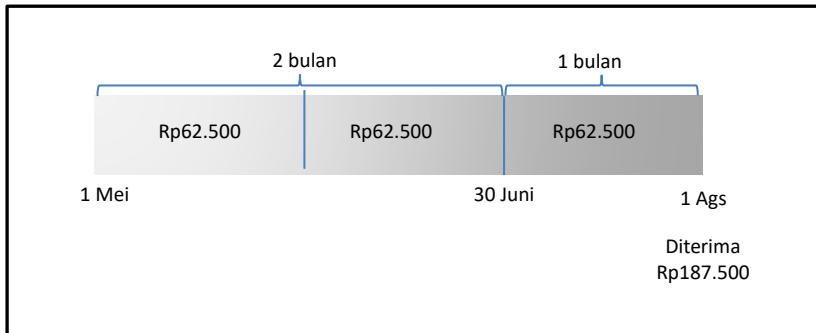 2 bulan
1 bulan
Rp62.500
Rp62.500
Rp62.500
1 Mei
30 Juni
1 Ags
Diterima
Rp187.500